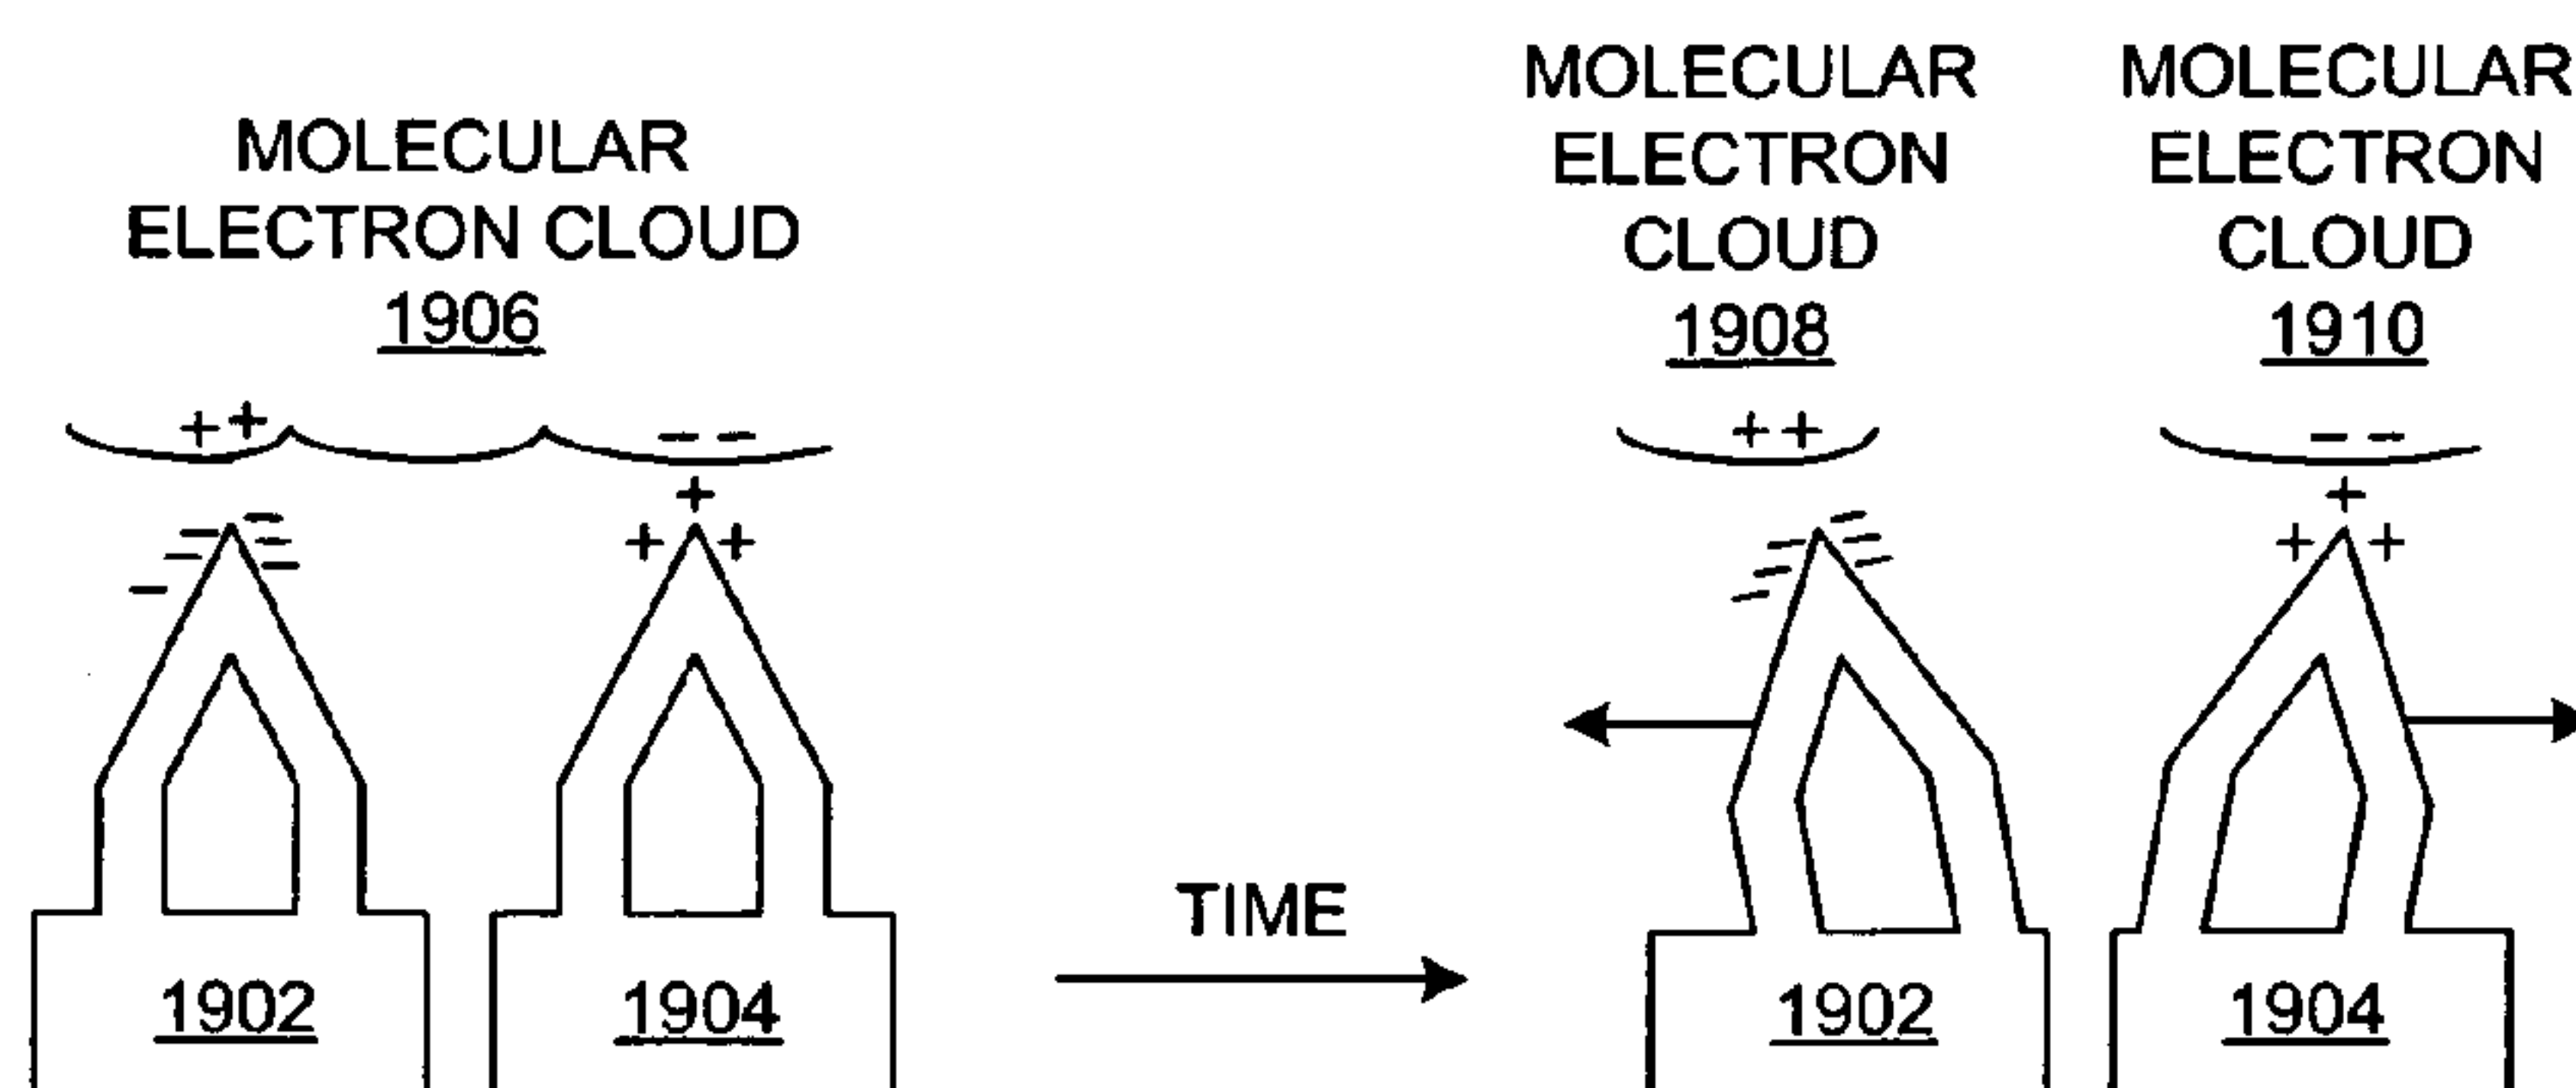 MOLECULAR
ELECTRON CLOUD
1906
MOLECULAR
ELECTRON
CLOUD
1908
MOLECULAR
ELECTRON
CLOUD
1910
++
--
------
+++
++
--
------
+++
TIME
1902
1904
1902
1904